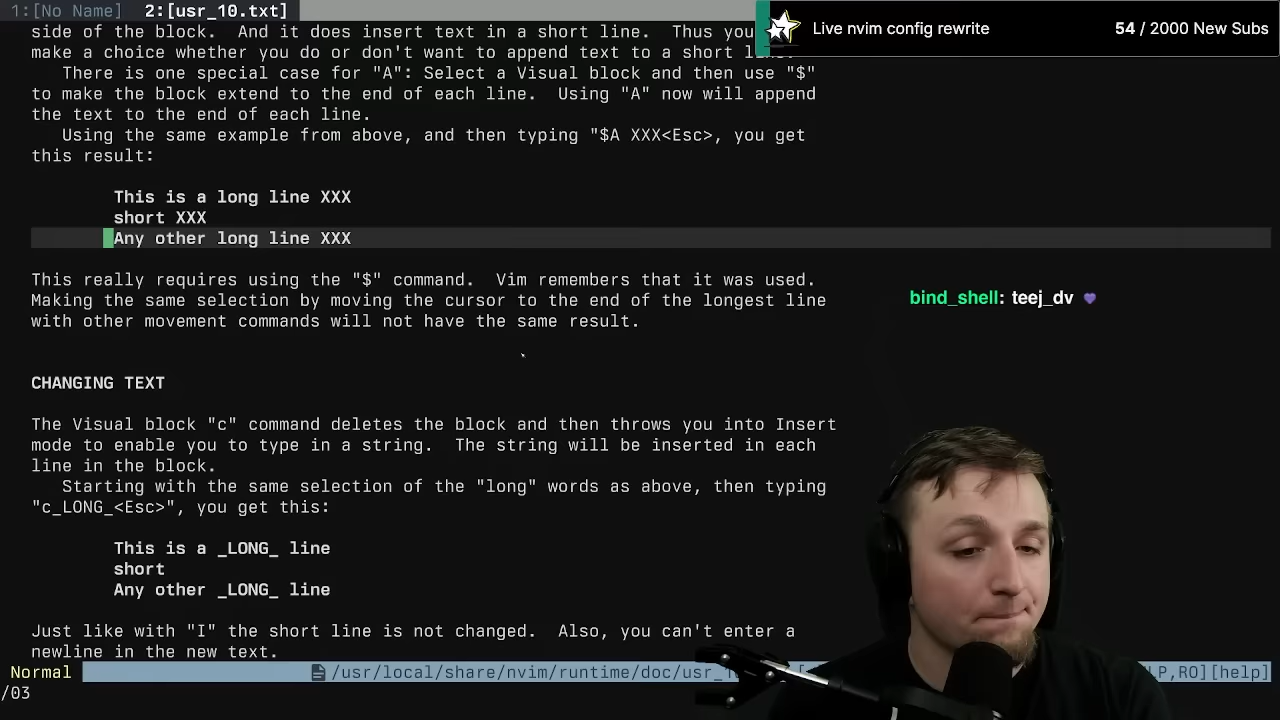 1:[No Name] 2:[usr_10.txt]
Live nvim config rewrite 54 / 2000 New Subs
side of the block. And it does insert text in a short line. Thus you
make a choice whether you do or don't want to append text to a short
There is one special case for "A": Select a Visual block and then use "$"
to make the block extend to the end of each line. Using "A" now will append
the text to the end of each line.
Using the same example from above, and then typing "$A XXX<Esc>, you get
this result:
This is a long line XXX
short XXX
Any other long line XXX
This really requires using the "$" command. Vim remembers that it was used.
Making the same selection by moving the cursor to the end of the longest line
with other movement commands will not have the same result.
bind_shell: teej_dv 💜
CHANGING TEXT
The Visual block "c" command deletes the block and then throws you into Insert
mode to enable you to type in a string. The string will be inserted in each
line in the block.
Starting with the same selection of the "long" words as above, then typing
"c_LONG_<Esc>", you get this:
This is a _LONG_ line
short
Any other _LONG_ line
Just like with "I" the short line is not changed. Also, you can't enter a
newline in the new text.
Normal /usr/local/share/nvim/runtime/doc/usr_1 LP,RO][help]
/03